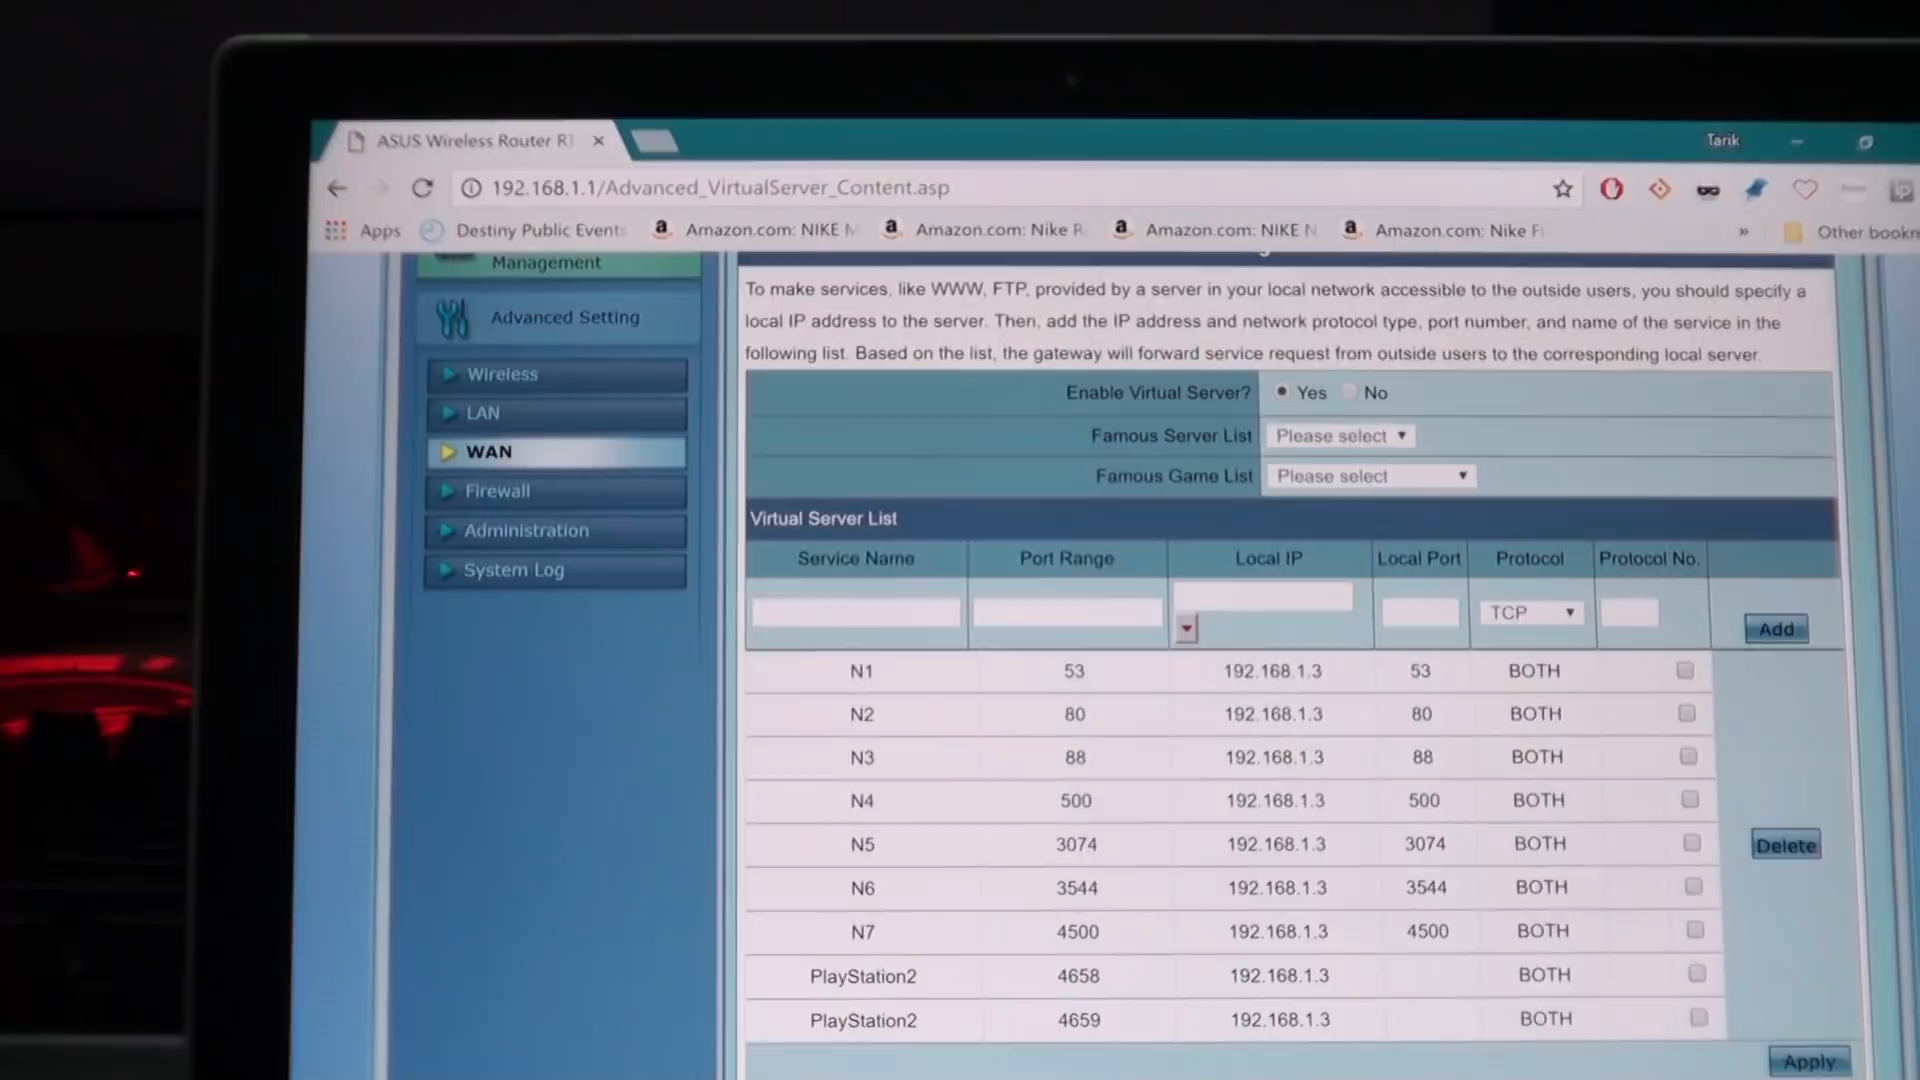 ASUS Wireless Router RT
Tarik
192.168.1.1/Advanced_VirtualServer_Content.asp
Apps Destiny Public Events Amazon.com: NIKE M Amazon.com: Nike R Amazon.com: NIKE N Amazon.com: Nike F » Other bookm
Management
Advanced Setting
Wireless
LAN
WAN
Firewall
Administration
System Log
To make services, like WWW, FTP, provided by a server in your local network accessible to the outside users, you should specify a
local IP address to the server. Then, add the IP address and network protocol type, port number, and name of the service in the
following list. Based on the list, the gateway will forward service request from outside users to the corresponding local server.
Enable Virtual Server? Yes No
Famous Server List Please select
Famous Game List Please select
Virtual Server List
Service Name Port Range Local IP Local Port Protocol Protocol No.
TCP Add
N1 53 192.168.1.3 53 BOTH
N2 80 192.168.1.3 80 BOTH
N3 88 192.168.1.3 88 BOTH
N4 500 192.168.1.3 500 BOTH
N5 3074 192.168.1.3 3074 BOTH
Delete
N6 3544 192.168.1.3 3544 BOTH
N7 4500 192.168.1.3 4500 BOTH
PlayStation2 4658 192.168.1.3 BOTH
PlayStation2 4659 192.168.1.3 BOTH
Apply